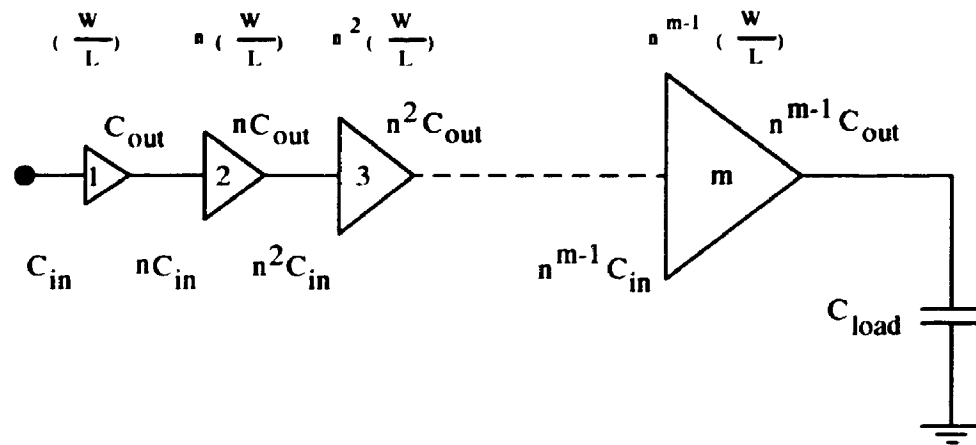 ( W/L ) n ( W/L ) n² ( W/L ) n^m-1 ( W/L )
C_out nC_out n²C_out n^m-1 C_out
1 2 3 m
C_in nC_in n²C_in n^m-1 C_in
C_load